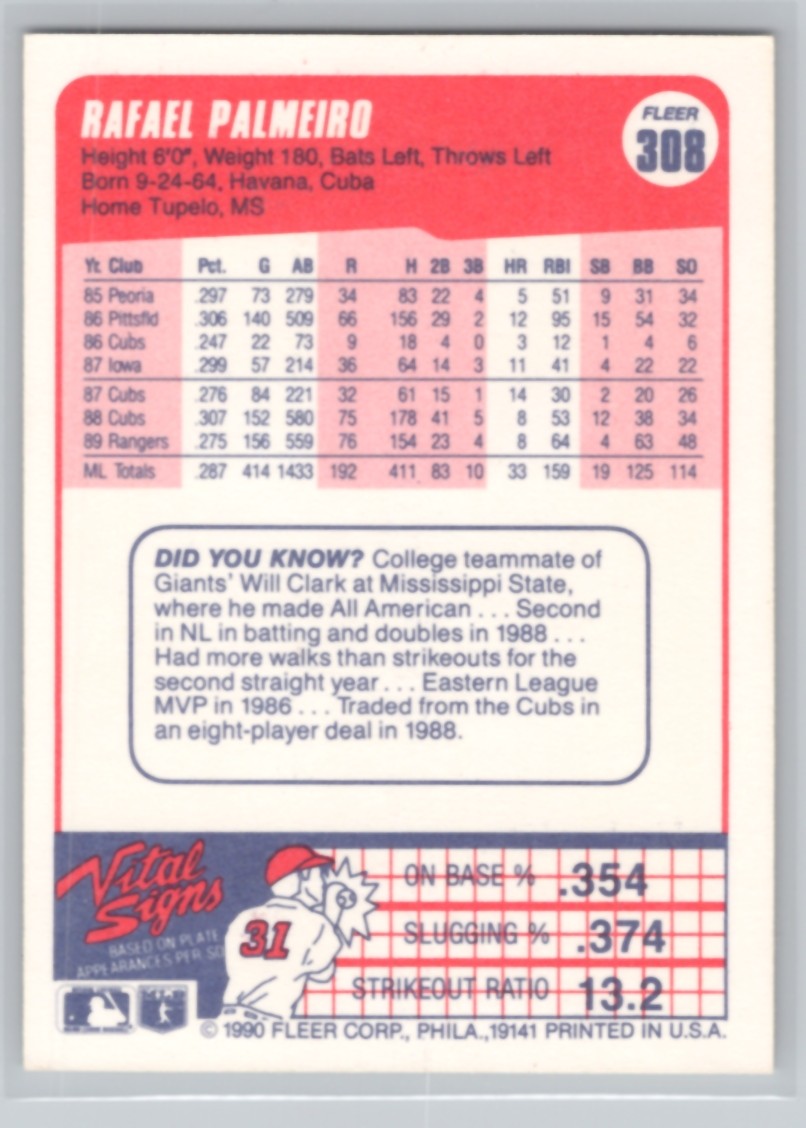 RAFAEL PALMEIRO
FLEER
308
Height 6'0", Weight 180, Bats Left, Throws Left
Born 9-24-64, Havana, Cuba
Home Tupelo, MS
Yr. Club Pct. G AB R H 2B 3B HR RBI SB BB SO
85 Peoria .297 73 279 34 83 22 4 5 51 9 31 34
86 Pittsfld .306 140 509 66 156 29 2 12 95 15 54 32
86 Cubs .247 22 73 9 18 4 0 3 12 1 4 6
87 Iowa .299 57 214 36 64 14 3 11 41 4 22 22
87 Cubs .276 84 221 32 61 15 1 14 30 2 20 26
88 Cubs .307 152 580 75 178 41 5 8 53 12 38 34
89 Rangers .275 156 559 76 154 23 4 8 64 4 63 48
ML Totals .287 414 1433 192 411 83 10 33 159 19 125 114
DID YOU KNOW? College teammate of
Giants' Will Clark at Mississippi State,
where he made All American . . . Second
in NL in batting and doubles in 1988 . . .
Had more walks than strikeouts for the
second straight year . . . Eastern League
MVP in 1986 . . . Traded from the Cubs in
an eight-player deal in 1988.
Vital
Signs
BASED ON PLATE
APPEARANCES PER SO
31
ON BASE % .354
SLUGGING % .374
STRIKEOUT RATIO 13.2
© 1990 FLEER CORP., PHILA.,19141 PRINTED IN U.S.A.